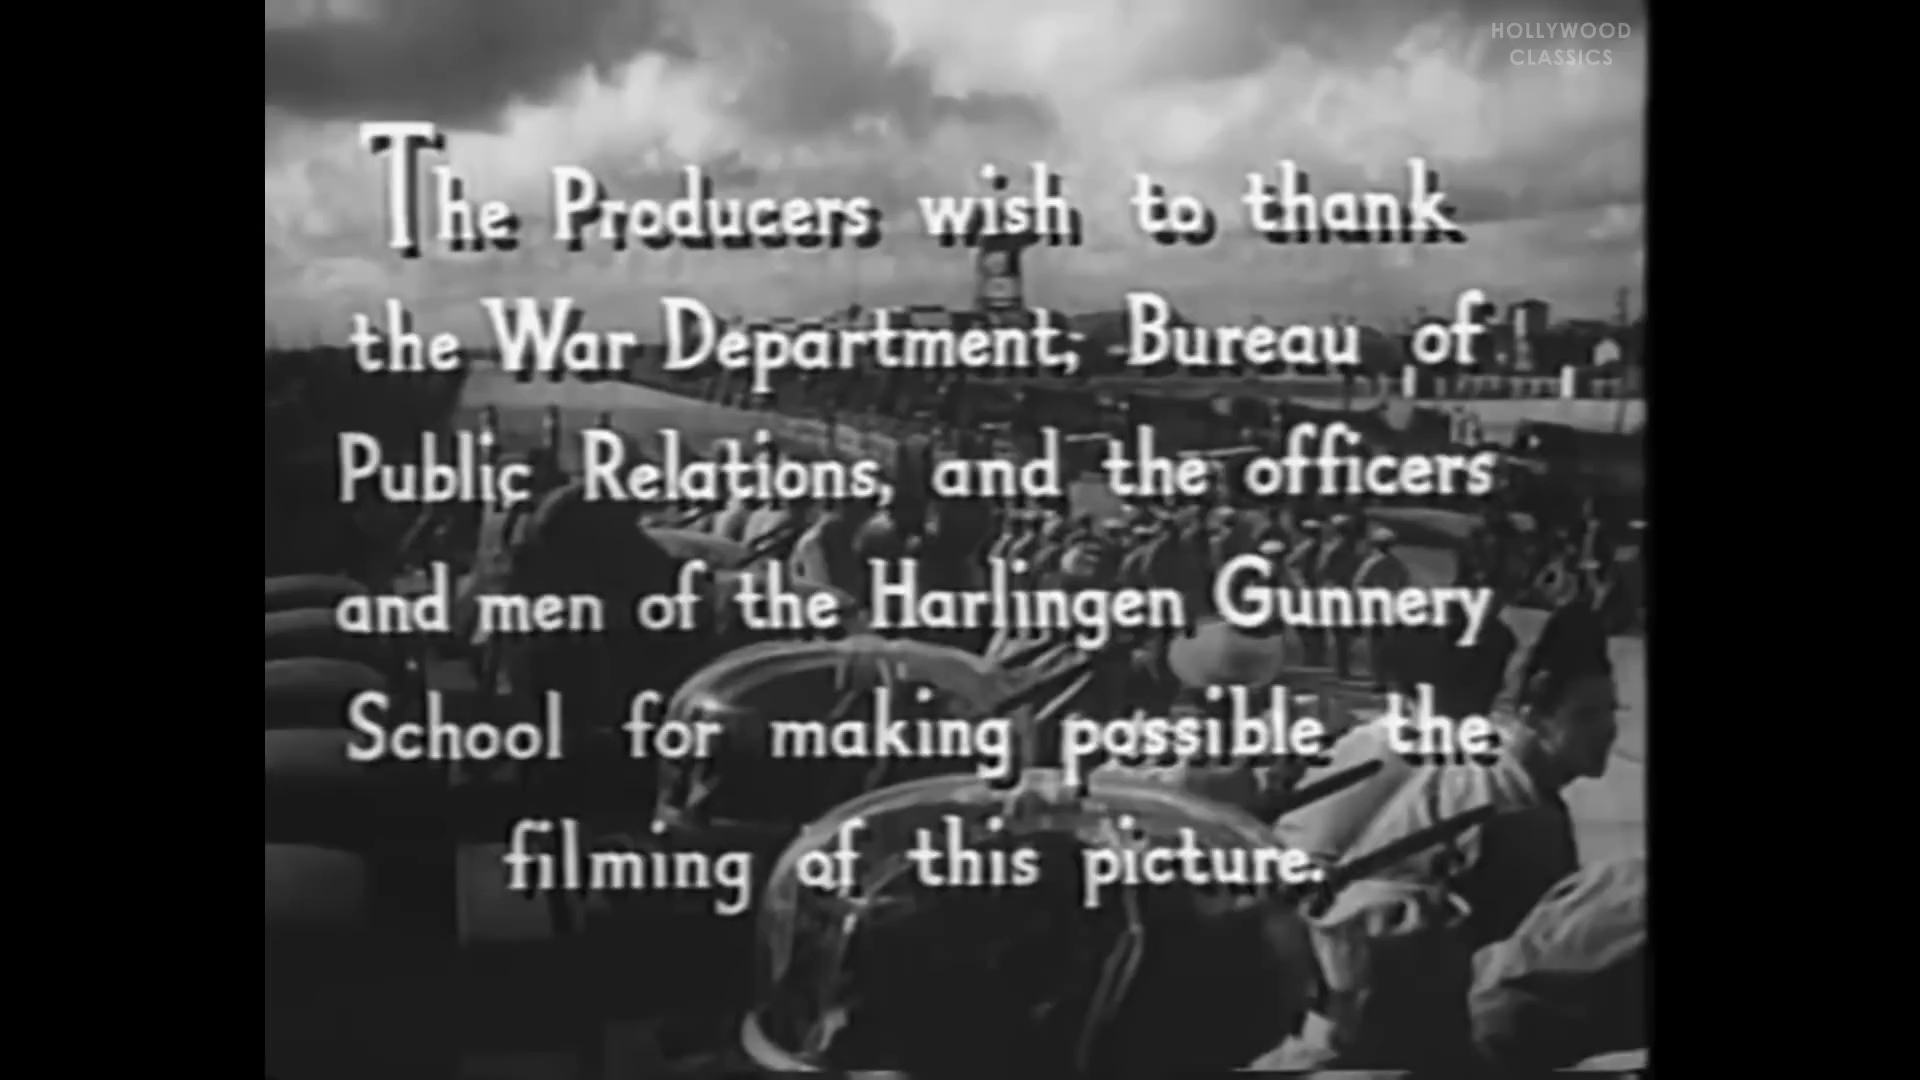 HOLLYWOOD
CLASSICS
The Producers wish to thank
the War Department, Bureau of
Public Relations, and the officers
and men of the Harlingen Gunnery
School for making possible the
filming of this picture.